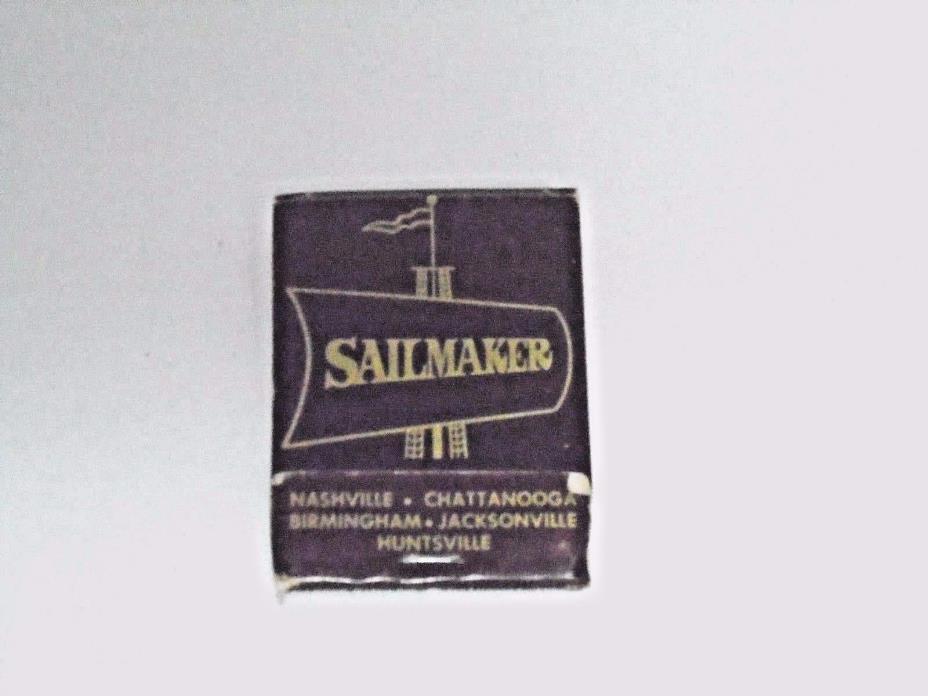 SAILMAKER
NASHVILLE • CHATTANOOGA
BIRMINGHAM • JACKSONVILLE
HUNTSVILLE